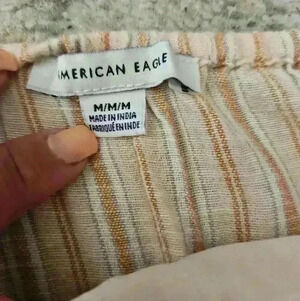 AMERICAN EAGLE
M/M/M
MADE IN INDIA
FABRIQUÉ EN INDE